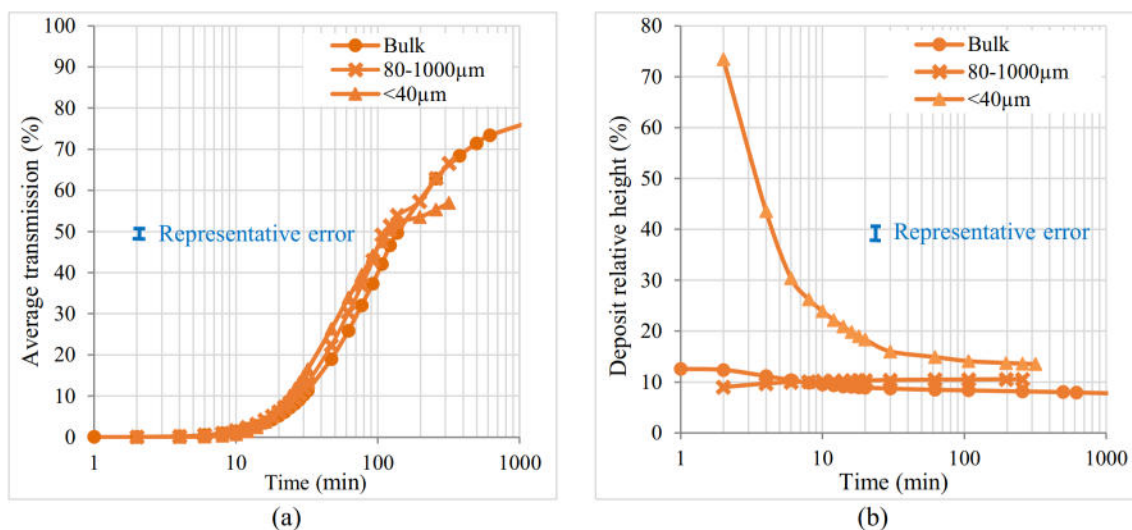 100
90
80
70
60
50
40
30
20
10
0
Average transmission (%)
Bulk
80-1000µm
<40µm
Representative error
1 10 100 1000
Time (min)
(a)
80
70
60
50
40
30
20
10
0
Deposit relative height (%)
Bulk
80-1000µm
<40µm
Representative error
1 10 100 1000
Time (min)
(b)